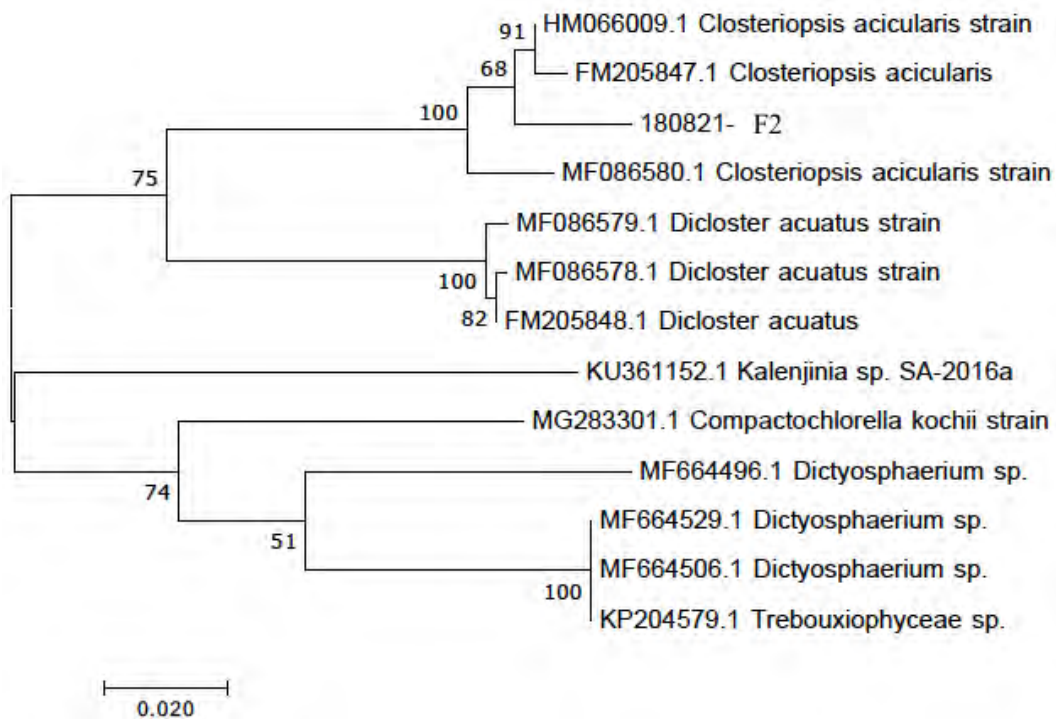 91 HM066009.1 Closteriopsis acicularis strain
68 FM205847.1 Closteriopsis acicularis
100 180821- F2
75 MF086580.1 Closteriopsis acicularis strain
MF086579.1 Dicloster acuatus strain
100 MF086578.1 Dicloster acuatus strain
82 FM205848.1 Dicloster acuatus
KU361152.1 Kalenjinia sp. SA-2016a
MG283301.1 Compactochlorella kochii strain
74 MF664496.1 Dictyosphaerium sp.
51 MF664529.1 Dictyosphaerium sp.
100 MF664506.1 Dictyosphaerium sp.
KP204579.1 Trebouxiophyceae sp.
0.020